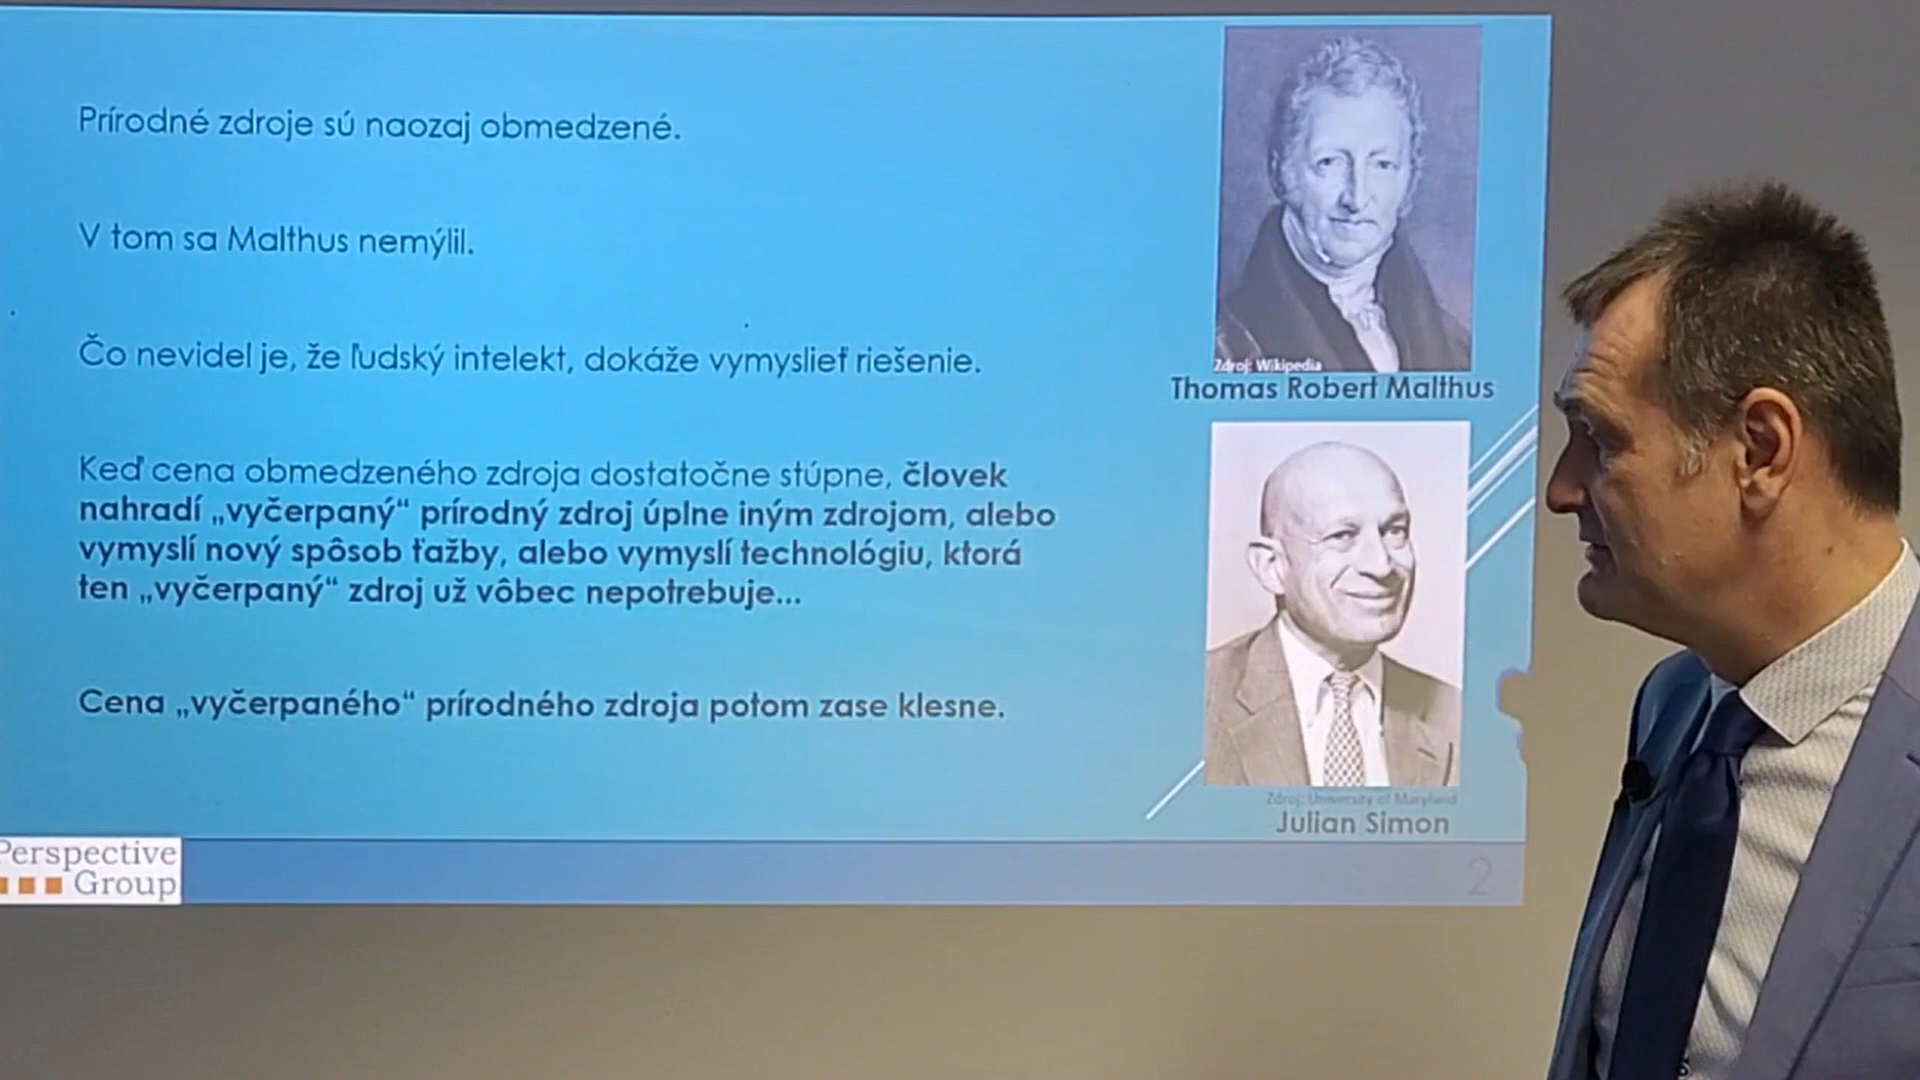 Prírodné zdroje sú naozaj obmedzené.
V tom sa Malthus nemýlil.
Čo nevidel je, že ľudský intelekt, dokáže vymyslieť riešenie.
Keď cena obmedzeného zdroja dostatočne stúpne, človek
nahradí „vyčerpaný“ prírodný zdroj úplne iným zdrojom, alebo
vymyslí nový spôsob ťažby, alebo vymyslí technológiu, ktorá
ten „vyčerpaný“ zdroj už vôbec nepotrebuje...
Cena „vyčerpaného“ prírodného zdroja potom zase klesne.
Zdroj: Wikipedia
Thomas Robert Malthus
Zdroj: University of Maryland
Julian Simon
Perspective
Group
2